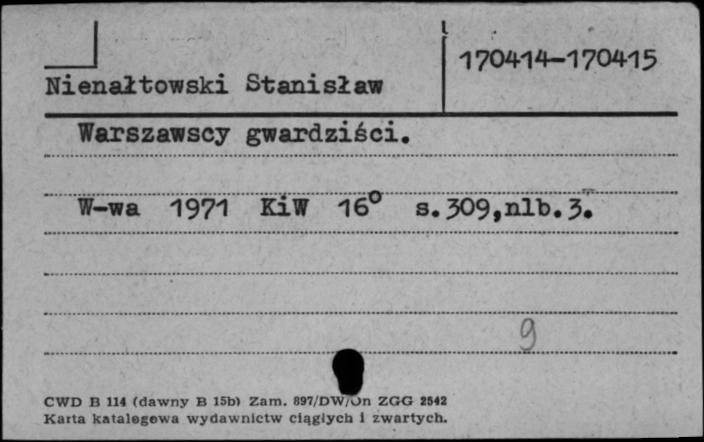 170414-170415
Nienałtowski Stanisław
Warszawscy gwardziści.
W-wa 1971 KiW 16° s.309,nlb.3.
9
CWD B 114 (dawny B 15b) Zam. 897/DW/Dn ZGG 2542
Karta katalogowa wydawnictw ciągłych i zwartych.